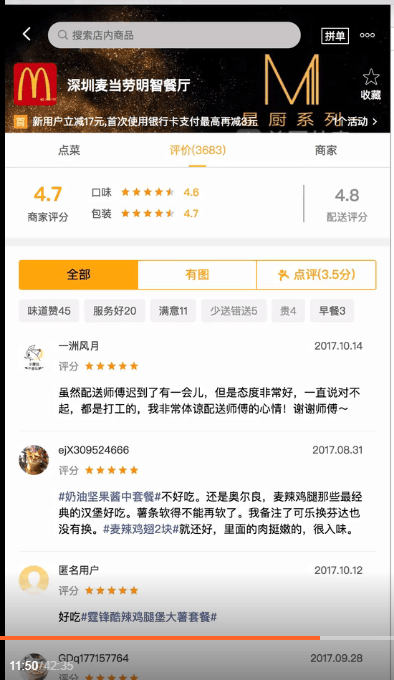 搜索店内商品
拼单
深圳麦当劳明智餐厅
收藏
首 新用户立减17元,首次使用银行卡支付最高再减3元
个活动
星厨系列
点菜
评价(3683)
商家
4.7
商家评分
口味 4.6
包装 4.7
4.8
配送评分
全部
有图
点评(3.5分)
味道赞45
服务好20
满意11
少送错送5
贵4
早餐3
一洲风月
2017.10.14
评分
虽然配送师傅迟到了有一会儿，但是态度非常好，一直说对不
起，都是打工的，我非常体谅配送师傅的心情！谢谢师傅～
ejX309524666
2017.08.31
评分
#奶油坚果酱中套餐#不好吃。还是奥尔良，麦辣鸡腿那些最经
典的汉堡好吃。薯条软得不能再软了。我备注了可乐换芬达也
没有换。#麦辣鸡翅2块#就还好，里面的肉挺嫩的，很入味。
匿名用户
2017.10.12
评分
好吃#霆锋酷辣鸡腿堡大薯套餐#
11:50/42:35
GDq177157764
2017.09.28
评分